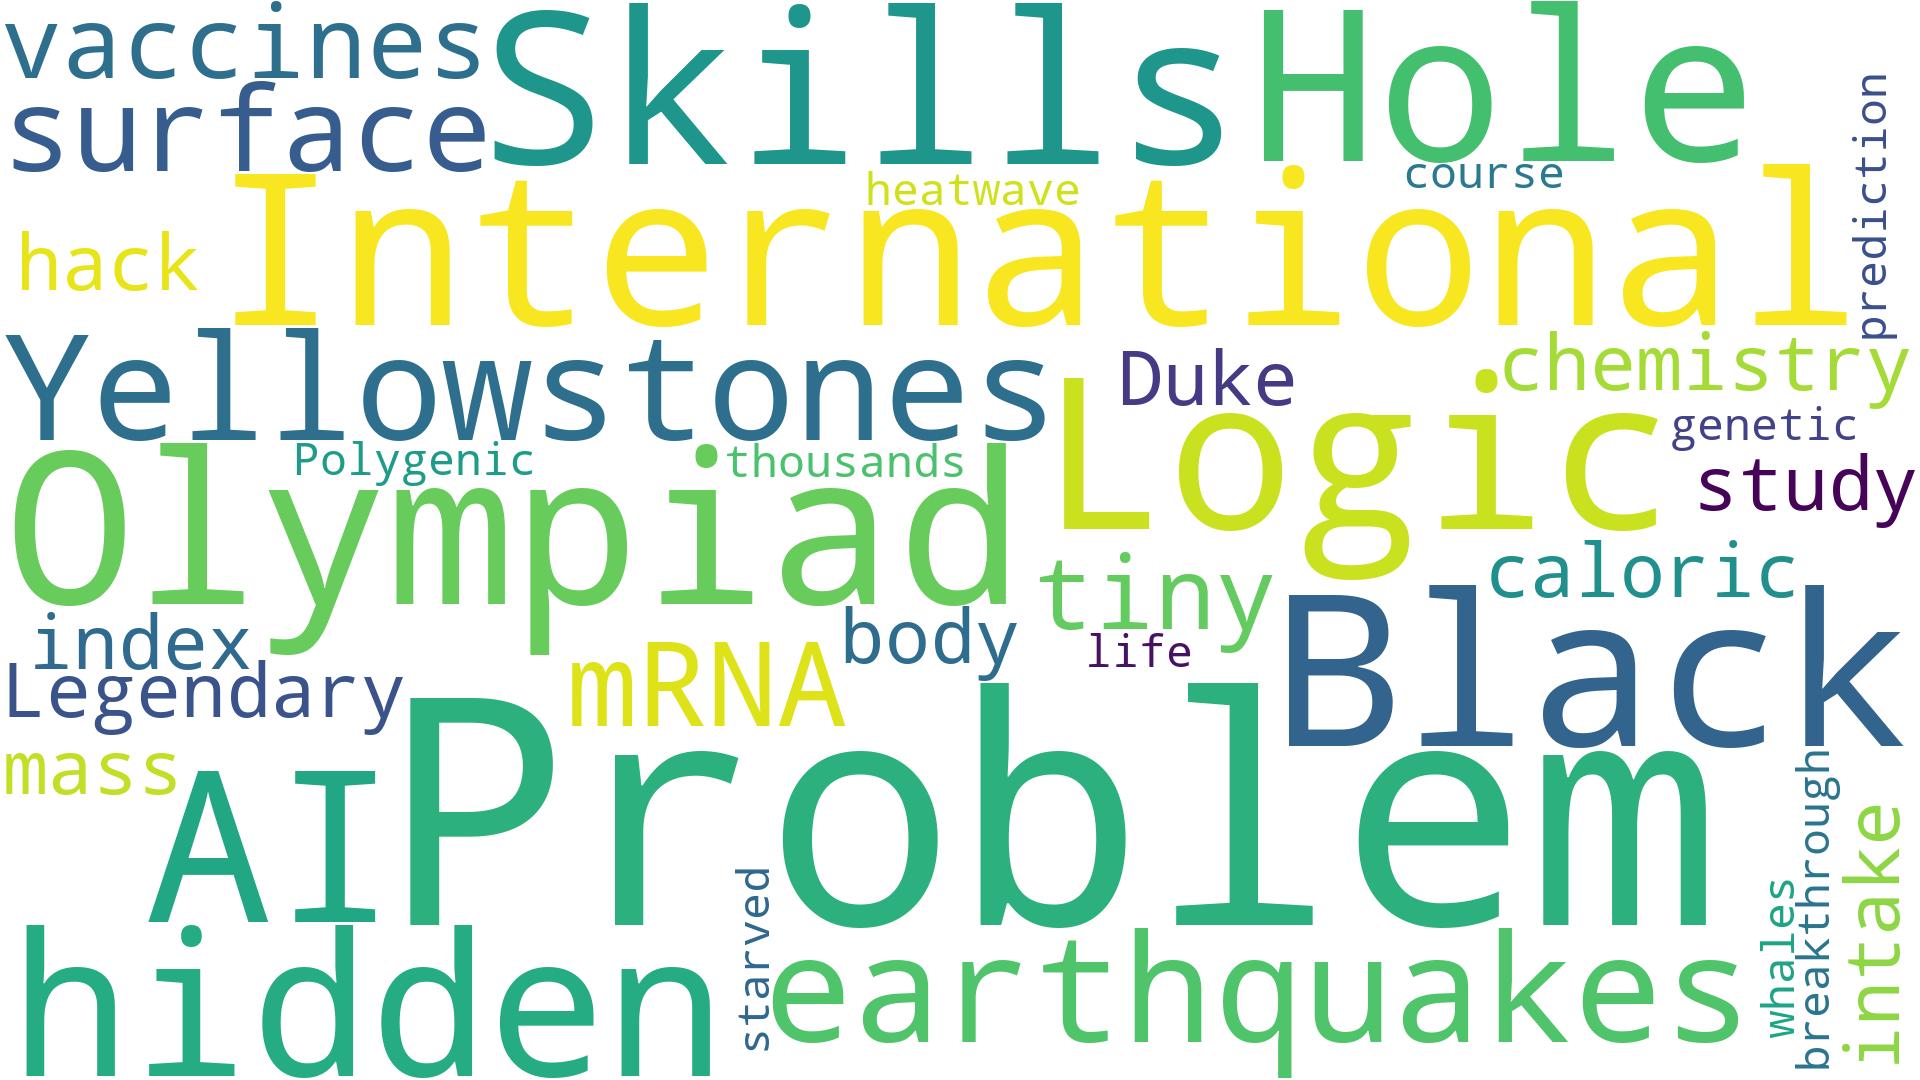 vaccines
Skills
Hole
surface
heatwave
course
prediction
hack
International
Yellowstones
Duke
chemistry
Logic
genetic
Polygenic
thousands
study
Olympiad
tiny
caloric
index
body
life
Black
Legendary
mRNA
mass
AI
Problem
hidden
starved
earthquakes
whales
breakthrough
intake